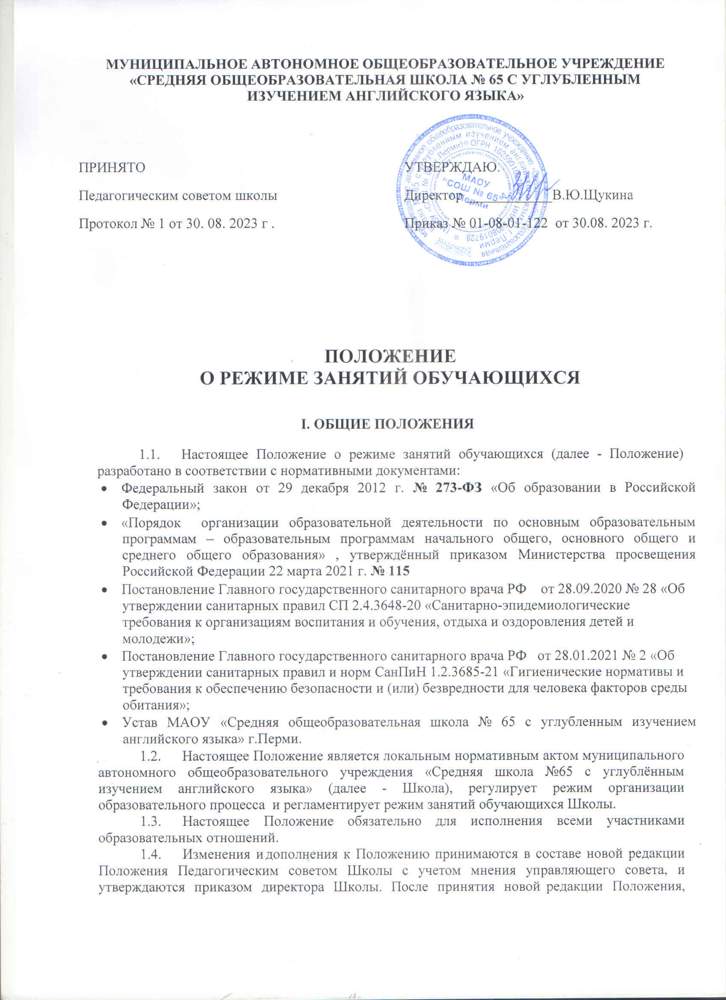 МУНИЦИПАЛЬНОЕ АВТОНОМНОЕ ОБЩЕОБРАЗОВАТЕЛЬНОЕ УЧРЕЖДЕНИЕ
«СРЕДНЯЯ ОБЩЕОБРАЗОВАТЕЛЬНАЯ ШКОЛА № 65 С УГЛУБЛЕННЫМ
ИЗУЧЕНИЕМ АНГЛИЙСКОГО ЯЗЫКА»
ПРИНЯТО
Педагогическим советом школы
Протокол № 1 от 30. 08. 2023 г .
УТВЕРЖДАЮ.
Директор ____________В.Ю.Щукина
Приказ № 01-08-01-122 от 30.08. 2023 г.
МАОУ
“СОШ № 65”
г.Перми
ПОЛОЖЕНИЕ
О РЕЖИМЕ ЗАНЯТИЙ ОБУЧАЮЩИХСЯ
I. ОБЩИЕ ПОЛОЖЕНИЯ
1.1. Настоящее Положение о режиме занятий обучающихся (далее - Положение)
разработано в соответствии с нормативными документами:
• Федеральный закон от 29 декабря 2012 г. № 273-ФЗ «Об образовании в Российской
Федерации»;
• «Порядок организации образовательной деятельности по основным образовательным
программам – образовательным программам начального общего, основного общего и
среднего общего образования» , утверждённый приказом Министерства просвещения
Российской Федерации 22 марта 2021 г. № 115
• Постановление Главного государственного санитарного врача РФ от 28.09.2020 № 28 «Об
утверждении санитарных правил СП 2.4.3648-20 «Санитарно-эпидемиологические
требования к организациям воспитания и обучения, отдыха и оздоровления детей и
молодежи»;
• Постановление Главного государственного санитарного врача РФ от 28.01.2021 № 2 «Об
утверждении санитарных правил и норм СанПиН 1.2.3685-21 «Гигиенические нормативы и
требования к обеспечению безопасности и (или) безвредности для человека факторов среды
обитания»;
• Устав МАОУ «Средняя общеобразовательная школа № 65 с углубленным изучением
английского языка» г.Перми.
1.2. Настоящее Положение является локальным нормативным актом муниципального
автономного общеобразовательного учреждения «Средняя школа №65 с углублённым
изучением английского языка» (далее - Школа), регулирует режим организации
образовательного процесса и регламентирует режим занятий обучающихся Школы.
1.3. Настоящее Положение обязательно для исполнения всеми участниками
образовательных отношений.
1.4. Изменения и дополнения к Положению принимаются в составе новой редакции
Положения Педагогическим советом Школы с учетом мнения управляющего совета, и
утверждаются приказом директора Школы. После принятия новой редакции Положения,